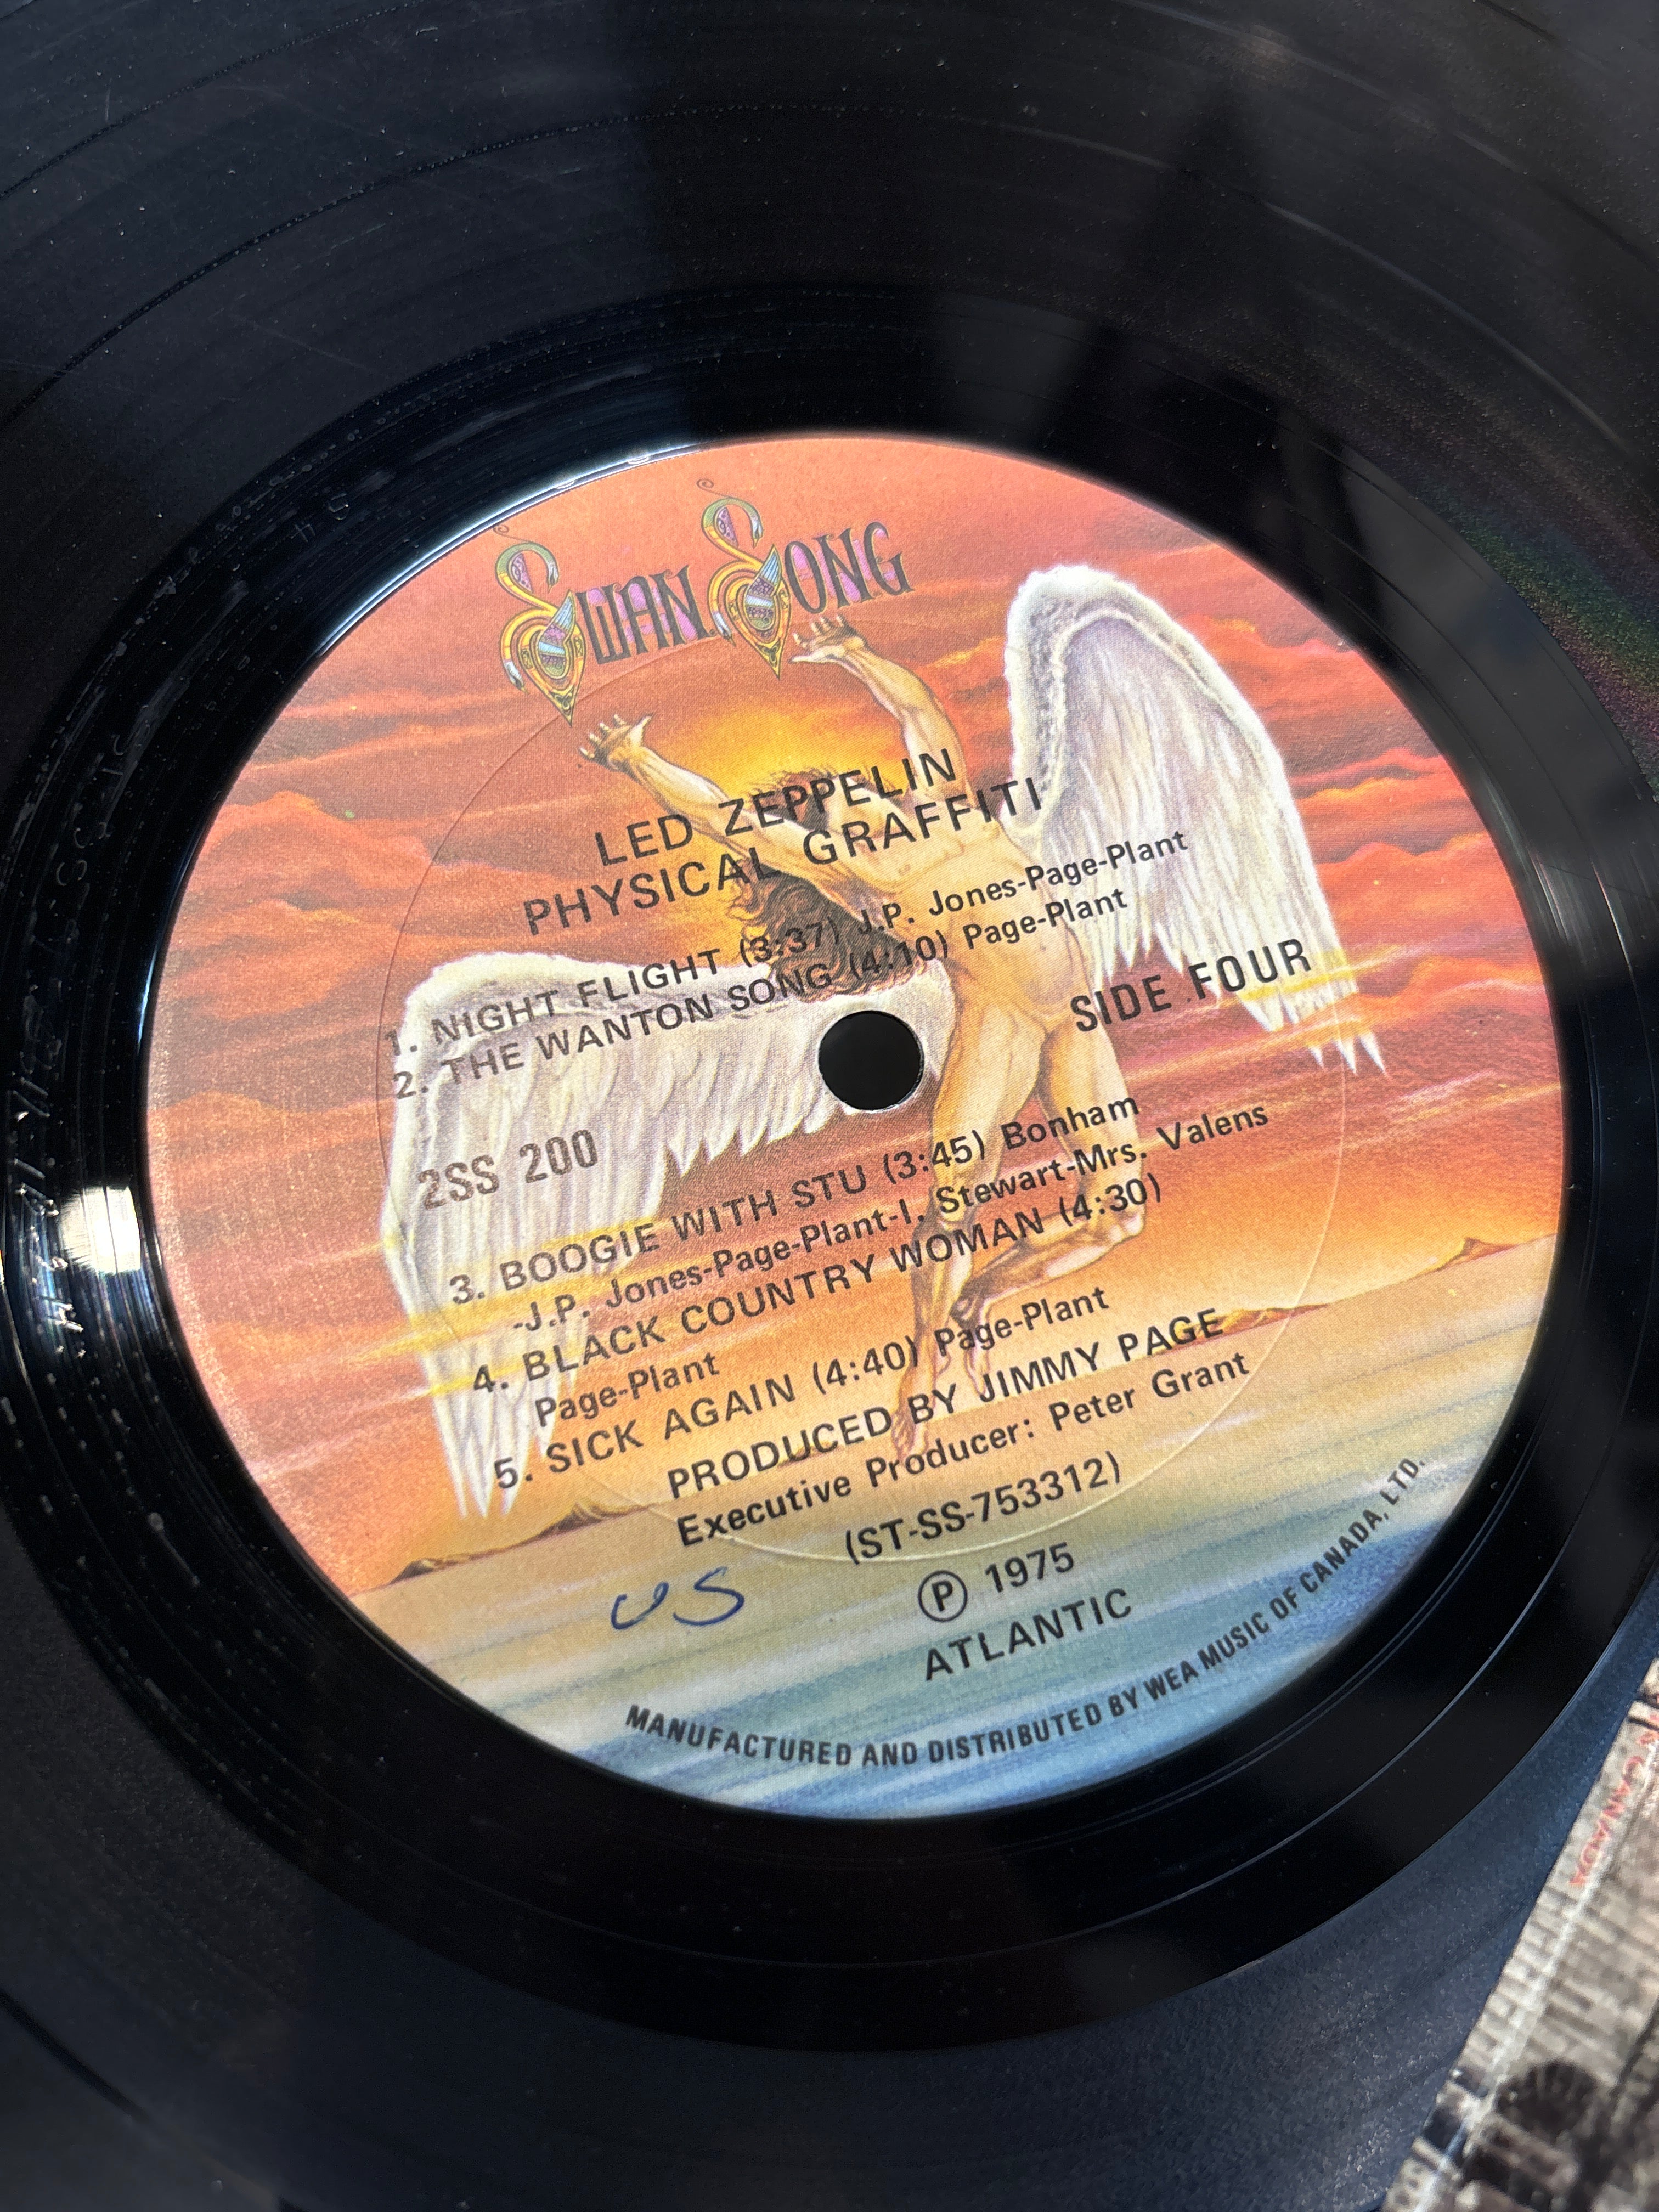 SWAN SONG
LED ZEPPELIN
PHYSICAL GRAFFITI
1. NIGHT FLIGHT (3:37) J.P. Jones-Page-Plant
2. THE WANTON SONG (4:10) Page-Plant
SIDE FOUR
2SS 200
3. BOOGIE WITH STU (3:45) Bonham
-J.P. Jones-Page-Plant-I. Stewart-Mrs. Valens
4. BLACK COUNTRY WOMAN (4:30)
Page-Plant
5. SICK AGAIN (4:40) Page-Plant
PRODUCED BY JIMMY PAGE
Executive Producer: Peter Grant
(ST-SS-753312)
US
Ⓟ 1975
ATLANTIC
MANUFACTURED AND DISTRIBUTED BY WEA MUSIC OF CANADA, LTD.
CANADA